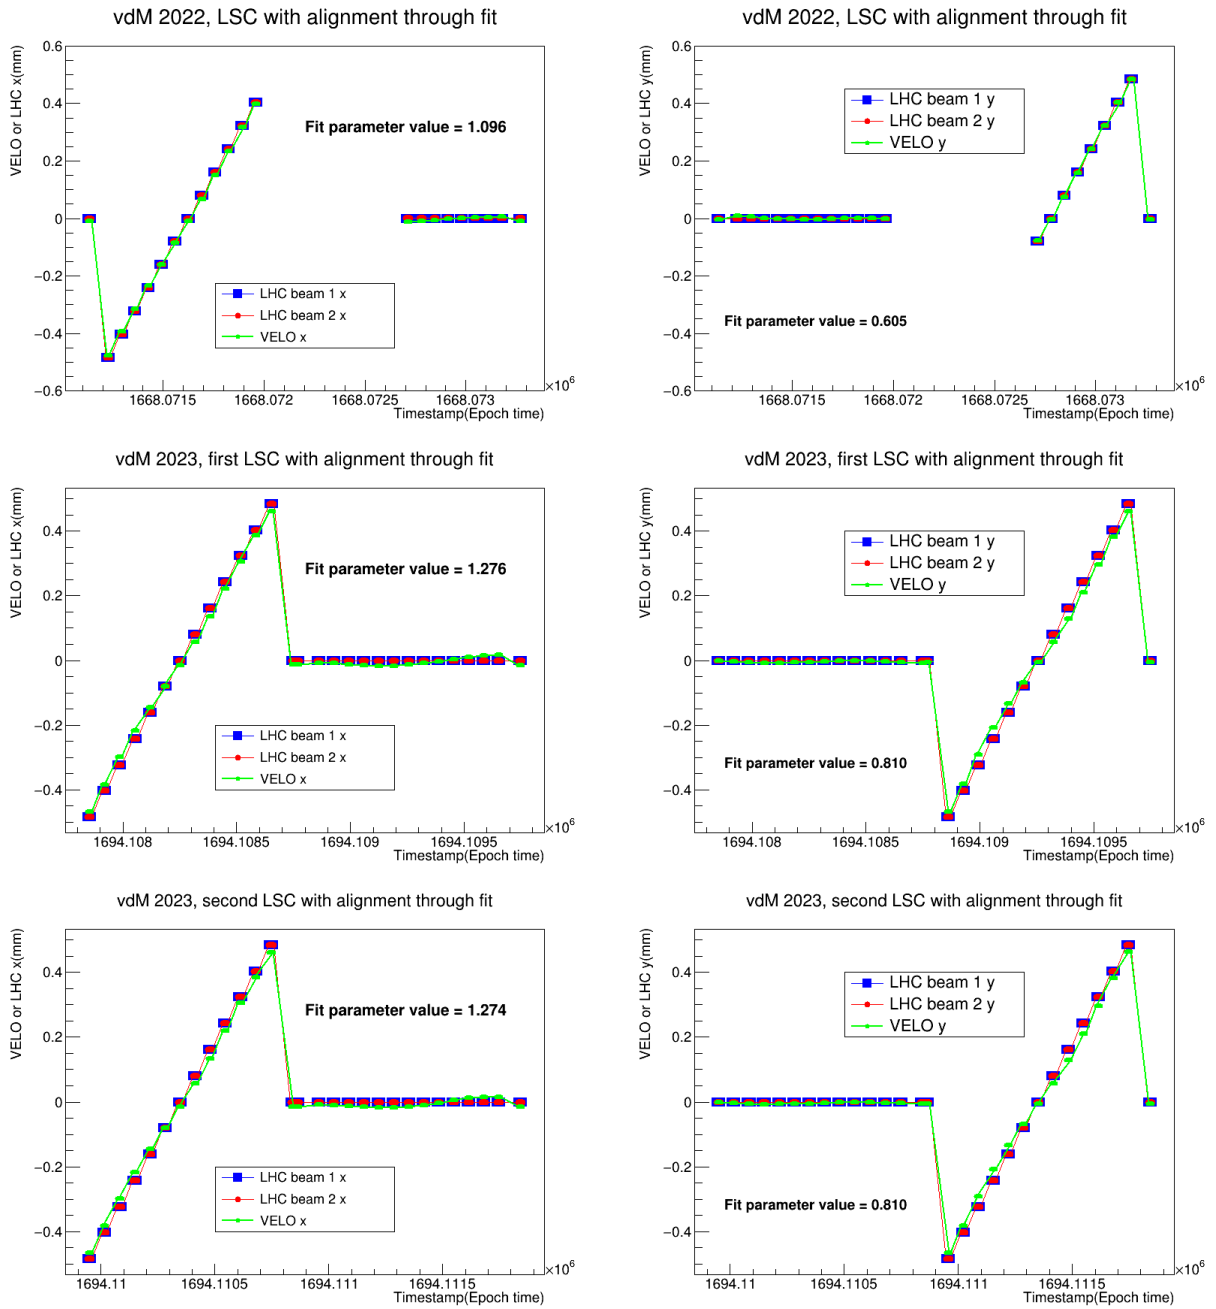 vdM 2022, LSC with alignment through fit
VELO or LHC x(mm)
0.6
0.4
0.2
0
−0.2
−0.4
−0.6
Fit parameter value = 1.096
LHC beam 1 x
LHC beam 2 x
VELO x
1668.0715 1668.072 1668.0725 1668.073
×10⁶
Timestamp(Epoch time)
vdM 2022, LSC with alignment through fit
VELO or LHC y(mm)
0.6
0.4
0.2
0
−0.2
−0.4
−0.6
LHC beam 1 y
LHC beam 2 y
VELO y
Fit parameter value = 0.605
1668.0715 1668.072 1668.0725 1668.073
×10⁶
Timestamp(Epoch time)
vdM 2023, first LSC with alignment through fit
VELO or LHC x(mm)
0.4
0.2
0
−0.2
−0.4
Fit parameter value = 1.276
LHC beam 1 x
LHC beam 2 x
VELO x
1694.108 1694.1085 1694.109 1694.1095
×10⁶
Timestamp(Epoch time)
vdM 2023, first LSC with alignment through fit
VELO or LHC y(mm)
0.4
0.2
0
−0.2
−0.4
LHC beam 1 y
LHC beam 2 y
VELO y
Fit parameter value = 0.810
1694.108 1694.1085 1694.109 1694.1095
×10⁶
Timestamp(Epoch time)
vdM 2023, second LSC with alignment through fit
VELO or LHC x(mm)
0.4
0.2
0
−0.2
−0.4
Fit parameter value = 1.274
LHC beam 1 x
LHC beam 2 x
VELO x
1694.11 1694.1105 1694.111 1694.1115
×10⁶
Timestamp(Epoch time)
vdM 2023, second LSC with alignment through fit
VELO or LHC y(mm)
0.4
0.2
0
−0.2
−0.4
LHC beam 1 y
LHC beam 2 y
VELO y
Fit parameter value = 0.810
1694.11 1694.1105 1694.111 1694.1115
×10⁶
Timestamp(Epoch time)